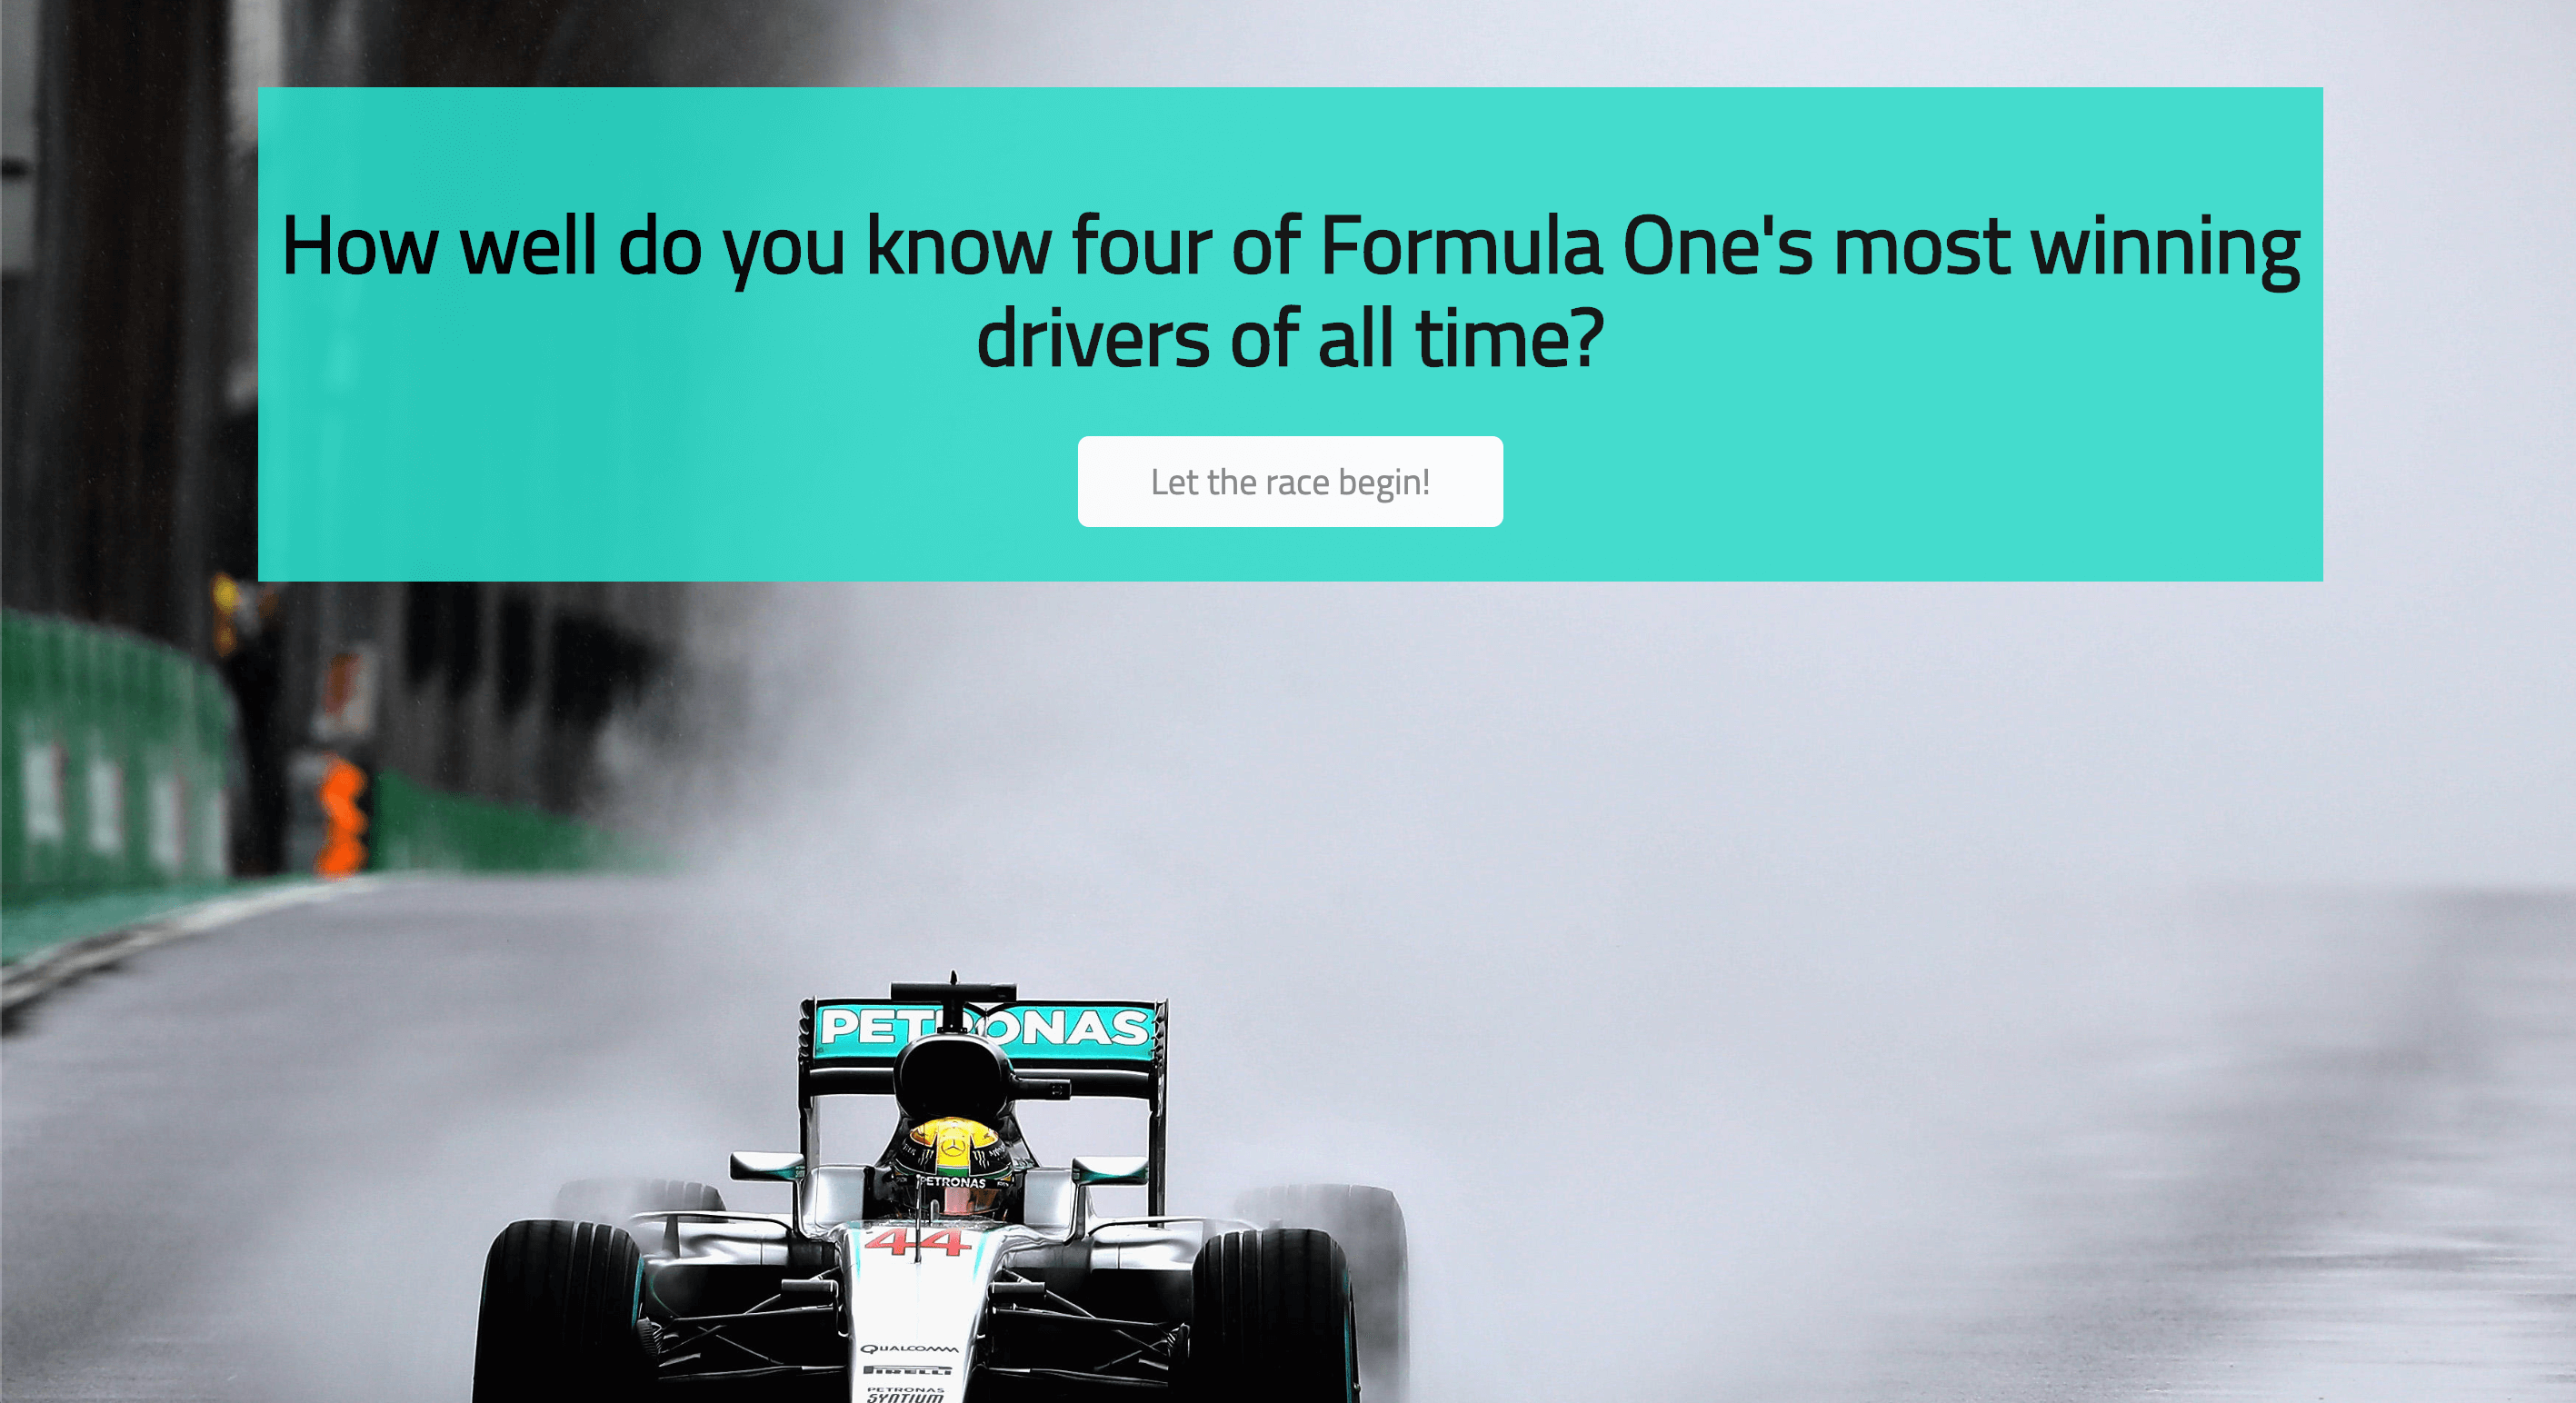 How well do you know four of Formula One's most winning
drivers of all time?
Let the race begin!
PETRONAS
PETRONAS
44
QUALCOMM
PIRELLI
PETRONAS
SYNTIUM